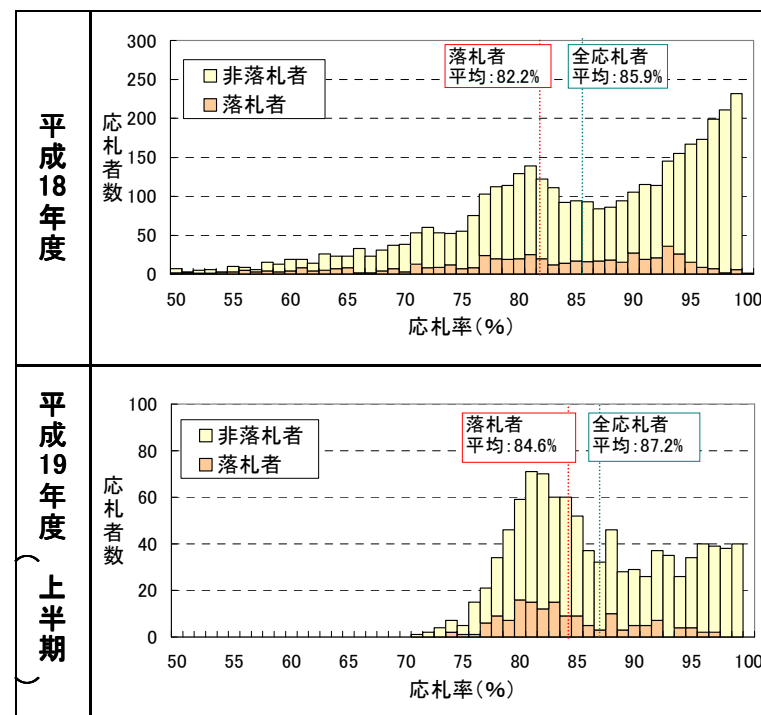 平成18年度
300
250
200
150
100
50
0
応札者数
非落札者
落札者
落札者
平均:82.2%
全応札者
平均:85.9%
50 55 60 65 70 75 80 85 90 95 100
応札率(%)
平成19年度(上半期)
100
80
60
40
20
0
応札者数
非落札者
落札者
落札者
平均:84.6%
全応札者
平均:87.2%
50 55 60 65 70 75 80 85 90 95 100
応札率(%)